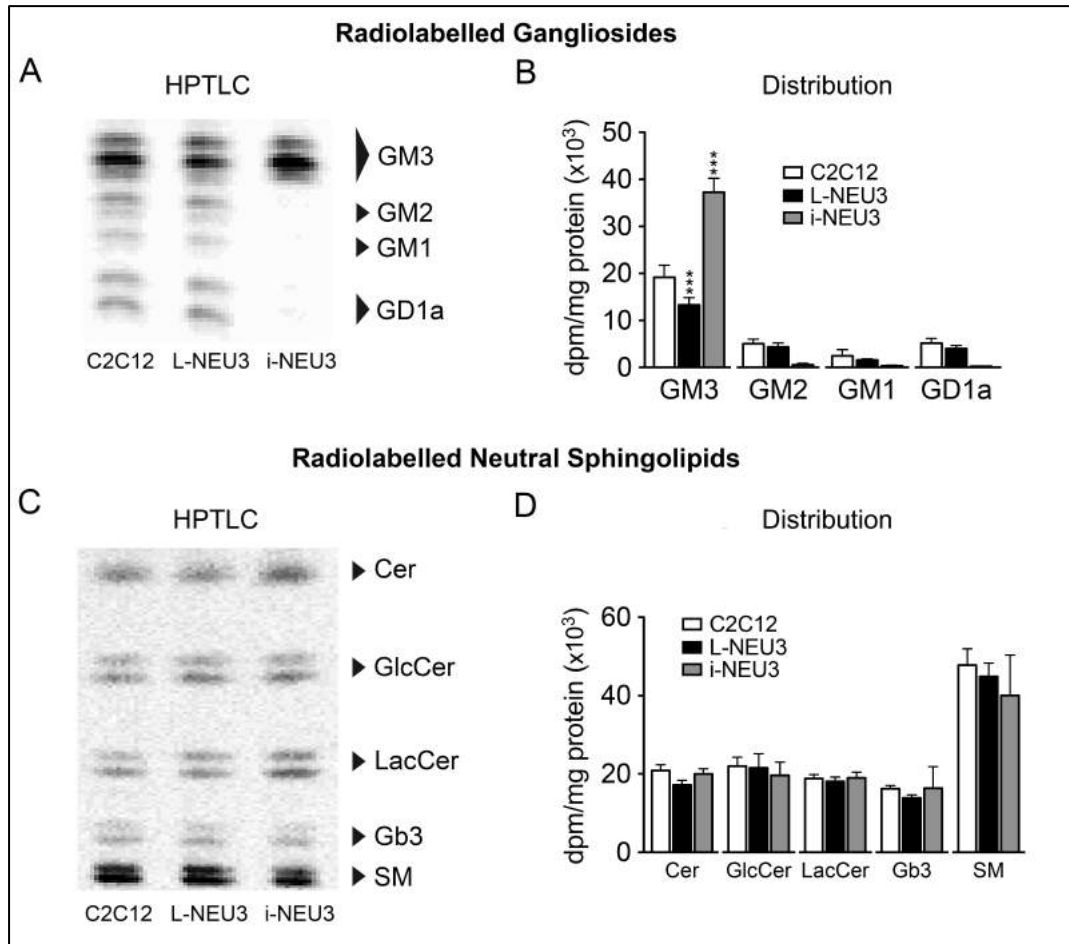 Radiolabelled Gangliosides
A
HPTLC
GM3
GM2
GM1
GD1a
C2C12 L-NEU3 i-NEU3
B
Distribution
dpm/mg protein (x10³)
50
40
30
20
10
0
C2C12
L-NEU3
i-NEU3
***
***
GM3 GM2 GM1 GD1a
Radiolabelled Neutral Sphingolipids
C
HPTLC
Cer
GlcCer
LacCer
Gb3
SM
C2C12 L-NEU3 i-NEU3
D
Distribution
dpm/mg protein (x10³)
60
40
20
0
C2C12
L-NEU3
i-NEU3
Cer GlcCer LacCer Gb3 SM